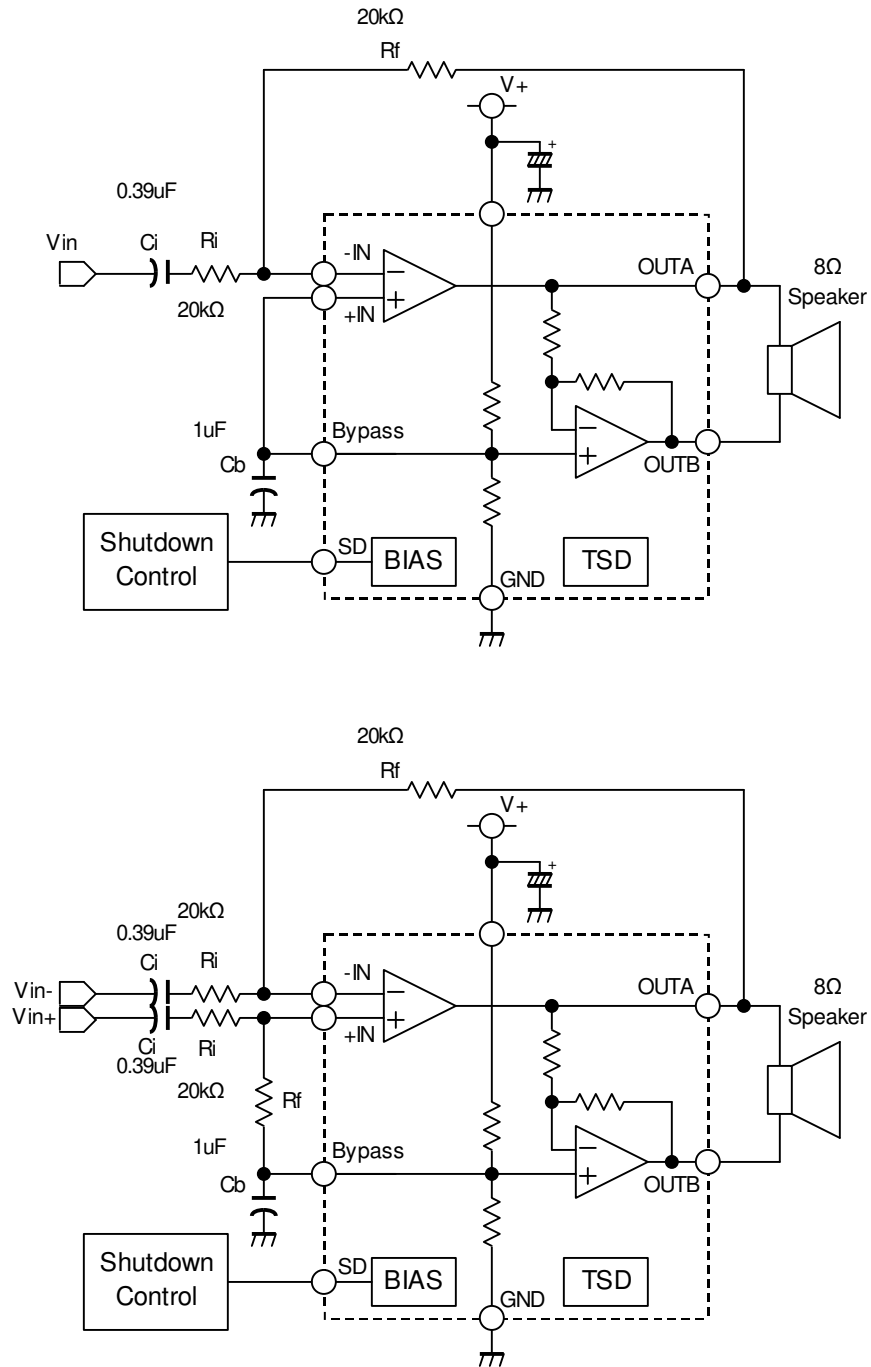 20kΩ
Rf
V+
+
0.39uF
Vin
Ci
Ri
-IN
OUTA
8Ω
Speaker
20kΩ
+IN
1uF
Bypass
Cb
OUTB
Shutdown
Control
SD
BIAS
TSD
GND
20kΩ
Rf
V+
+
20kΩ
0.39uF
Ci
Ri
-IN
OUTA
8Ω
Speaker
Vin-
Vin+
Ci
Ri
+IN
0.39uF
20kΩ
Rf
1uF
Bypass
Cb
OUTB
Shutdown
Control
SD
BIAS
TSD
GND